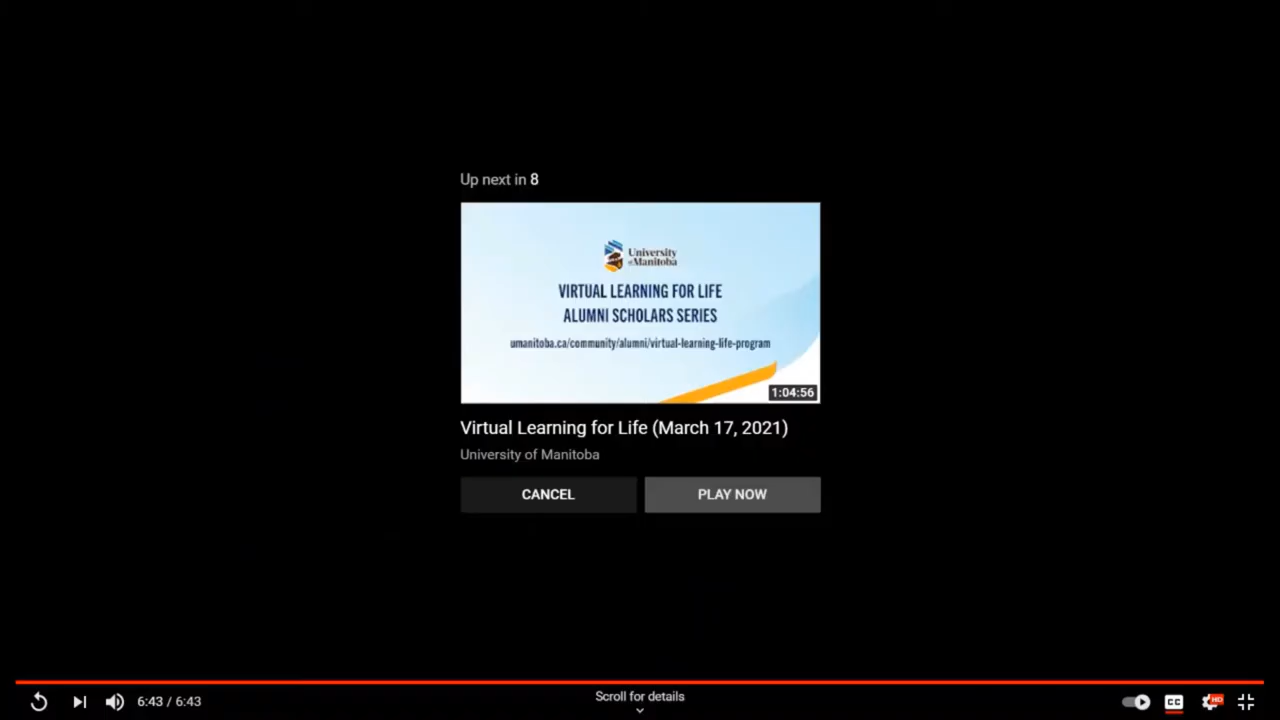 Up next in 8
University
of Manitoba
VIRTUAL LEARNING FOR LIFE
ALUMNI SCHOLARS SERIES
umanitoba.ca/community/alumni/virtual-learning-life-program
1:04:56
Virtual Learning for Life (March 17, 2021)
University of Manitoba
CANCEL
PLAY NOW
6:43 / 6:43
Scroll for details
CC
HD